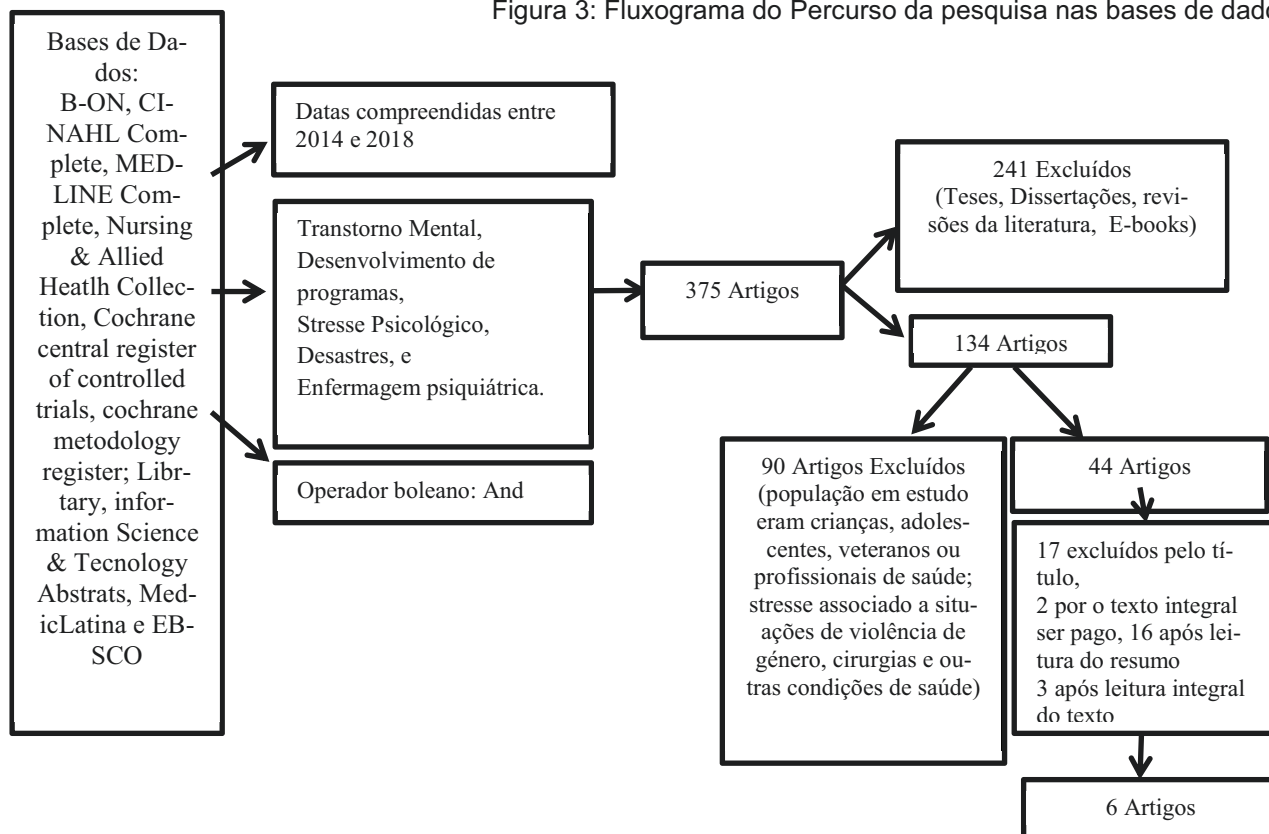 Figura 3: Fluxograma do Percurso da pesquisa nas bases de dado
Bases de Da-
dos:
B-ON, CI-
NAHL Com-
plete, MED-
LINE Com-
plete, Nursing
& Allied
Heatlh Collec-
tion, Cochrane
central register
of controlled
trials, cochrane
metodology
register; Libr-
tary, infor-
mation Science
& Tecnology
Abstrats, Med-
icLatina e EB-
SCO
Datas compreendidas entre
2014 e 2018
Transtorno Mental,
Desenvolvimento de
programas,
Stresse Psicológico,
Desastres, e
Enfermagem psiquiátrica.
Operador boleano: And
375 Artigos
241 Excluídos
(Teses, Dissertações, revi-
sões da literatura, E-books)
134 Artigos
90 Artigos Excluídos
(população em estudo
eram crianças, adoles-
centes, veteranos ou
profissionais de saúde;
stresse associado a situ-
ações de violência de
género, cirurgias e ou-
tras condições de saúde)
44 Artigos
17 excluídos pelo tí-
tulo,
2 por o texto integral
ser pago, 16 após lei-
tura do resumo
3 após leitura integral
do texto
6 Artigos